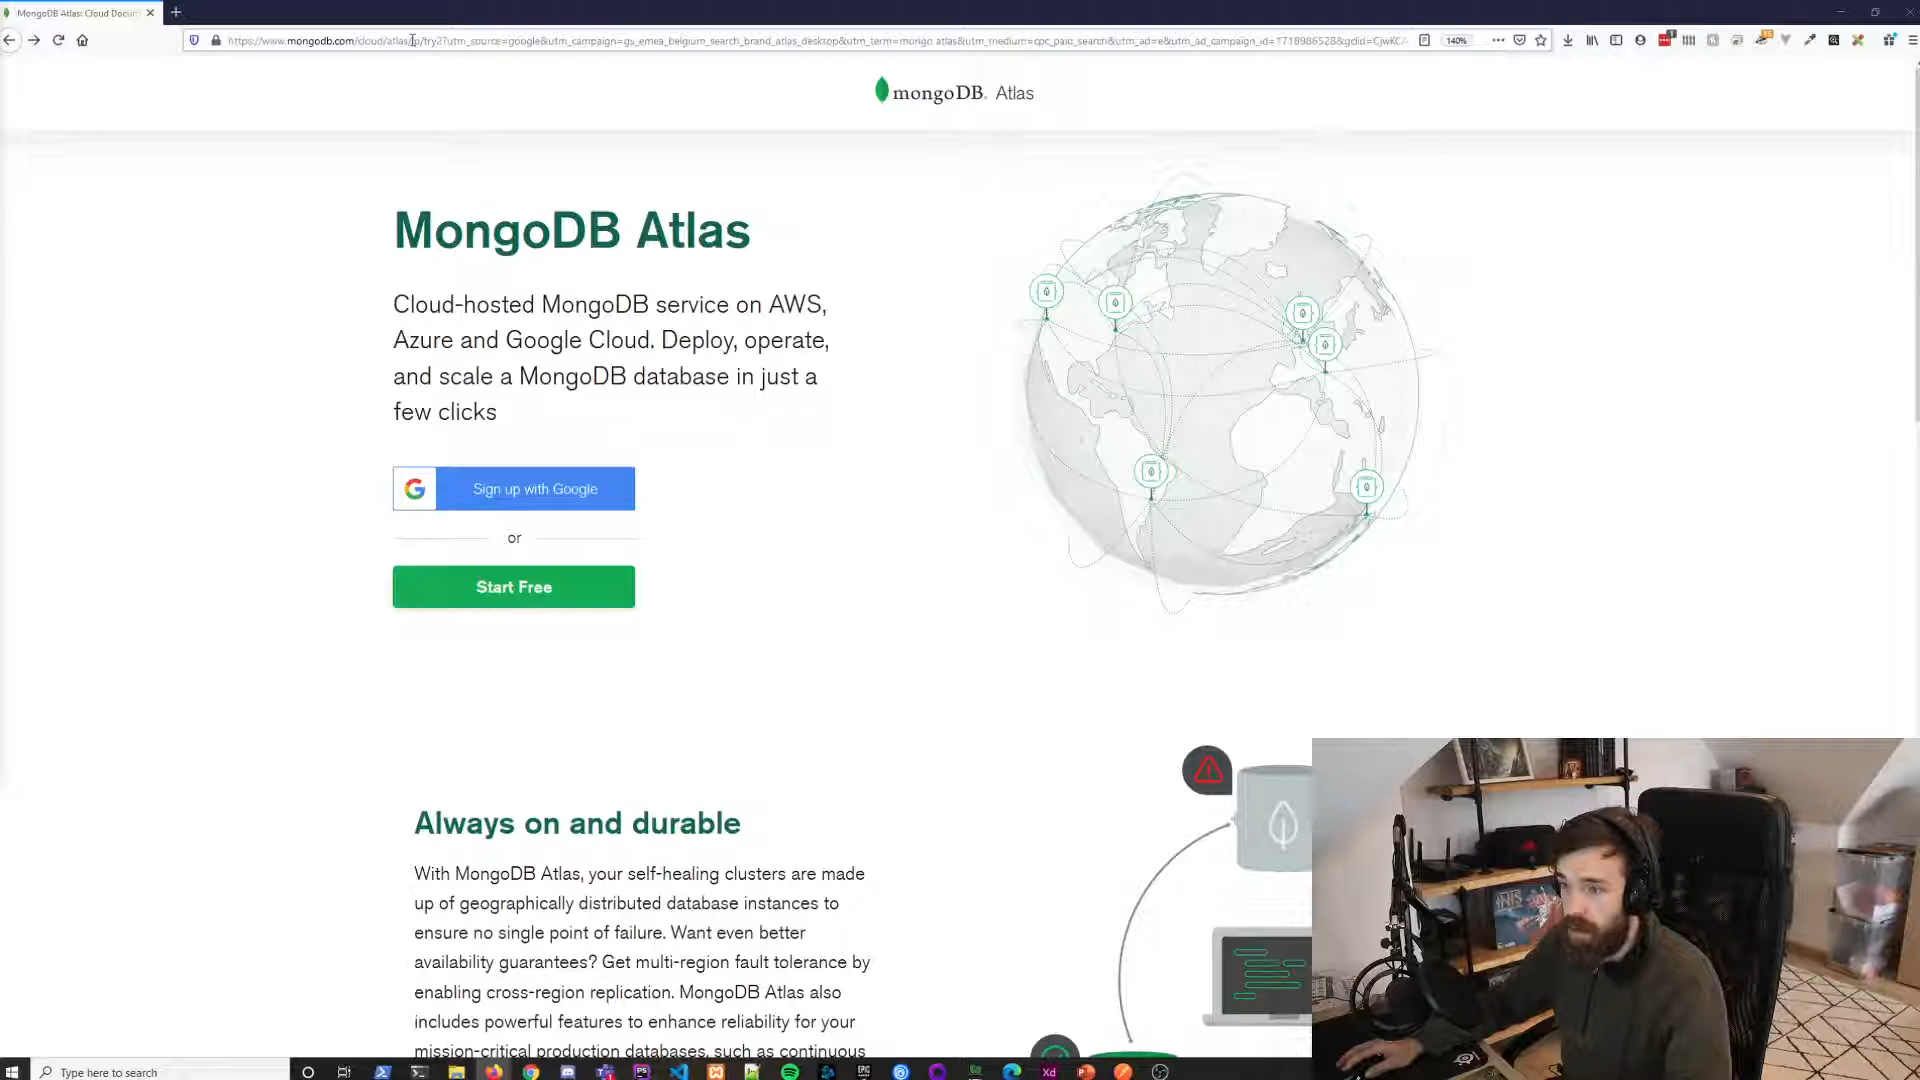 MongoDB Atlas: Cloud Docum
https://www.mongodb.com/cloud/atlas/lp/try2?utm_source=google&utm_campaign=gs_emea_belgium_search_brand_atlas_desktop&utm_term=mongo atlas&utm_medium=cpc_paid_search&utm_ad=e&utm_ad_campaign_id=1718986528&gclid=CjwKCA
140%
mongoDB. Atlas
MongoDB Atlas
Cloud-hosted MongoDB service on AWS,
Azure and Google Cloud. Deploy, operate,
and scale a MongoDB database in just a
few clicks
Sign up with Google
or
Start Free
Always on and durable
With MongoDB Atlas, your self-healing clusters are made
up of geographically distributed database instances to
ensure no single point of failure. Want even better
availability guarantees? Get multi-region fault tolerance by
enabling cross-region replication. MongoDB Atlas also
includes powerful features to enhance reliability for your
mission-critical production databases, such as continuous
INIS
Type here to search
PS
EPIC
Xd